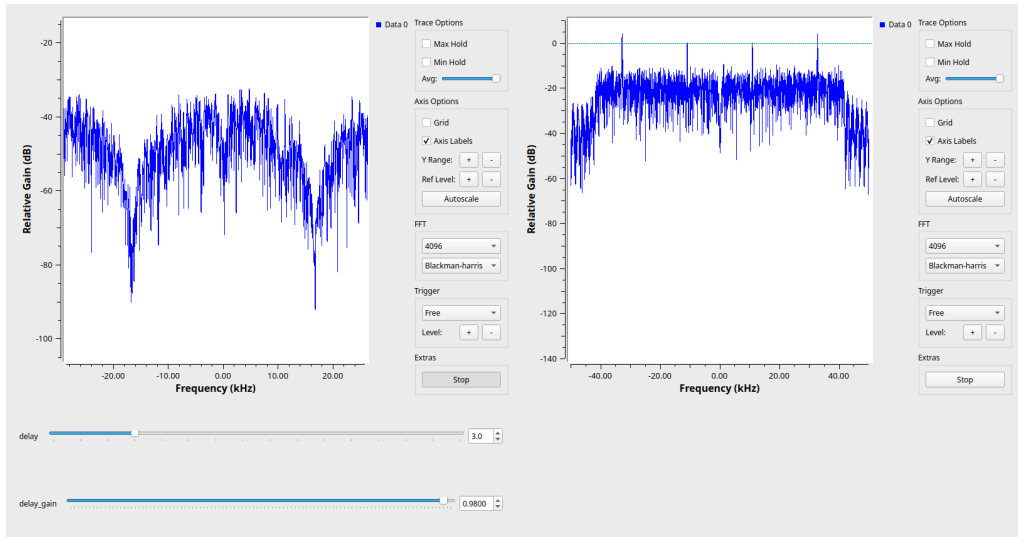 Data 0
Trace Options
Max Hold
Min Hold
Avg:
Axis Options
Grid
Axis Labels
Y Range: + -
Ref Level: + -
Autoscale
FFT
4096
Blackman-harris
Trigger
Free
Level: + -
Extras
Stop
Relative Gain (dB)
-20
-40
-60
-80
-100
-20.00 -10.00 0.00 10.00 20.00
Frequency (kHz)
Data 0
Trace Options
Max Hold
Min Hold
Avg:
Axis Options
Grid
Axis Labels
Y Range: + -
Ref Level: + -
Autoscale
FFT
4096
Blackman-harris
Trigger
Free
Level: + -
Extras
Stop
Relative Gain (dB)
0
-20
-40
-60
-80
-100
-120
-140
-40.00 -20.00 0.00 20.00 40.00
Frequency (kHz)
delay 3.0
delay_gain 0.9800